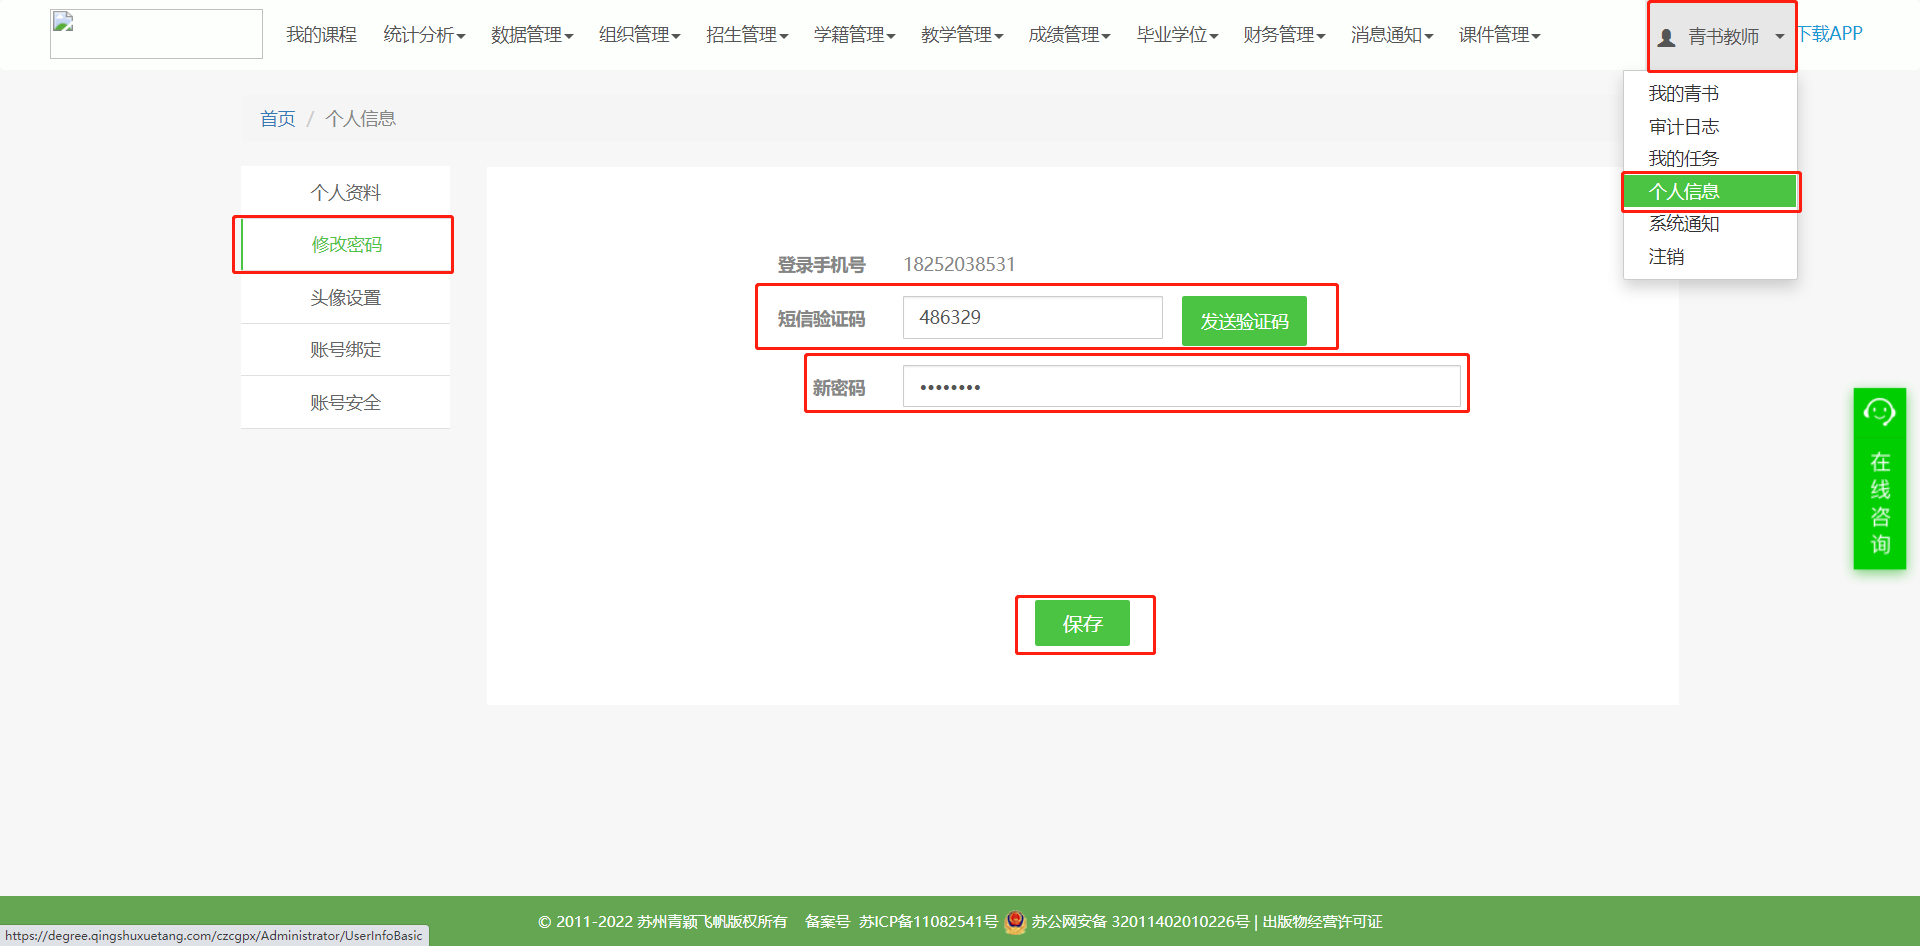 我的课程 统计分析 数据管理 组织管理 招生管理 学籍管理 教学管理 成绩管理 毕业学位 财务管理 消息通知 课件管理 青书教师 下载APP
我的青书
审计日志
我的任务
个人信息
系统通知
注销
首页 / 个人信息
个人资料
修改密码
头像设置
账号绑定
账号安全
登录手机号 18252038531
短信验证码 486329 发送验证码
新密码 ••••••••
保存
在线咨询
© 2011-2022 苏州青颖飞帆版权所有 备案号 苏ICP备11082541号 苏公网安备 32011402010226号 | 出版物经营许可证
https://degree.qingshuxuetang.com/czcgpx/Administrator/UserInfoBasic